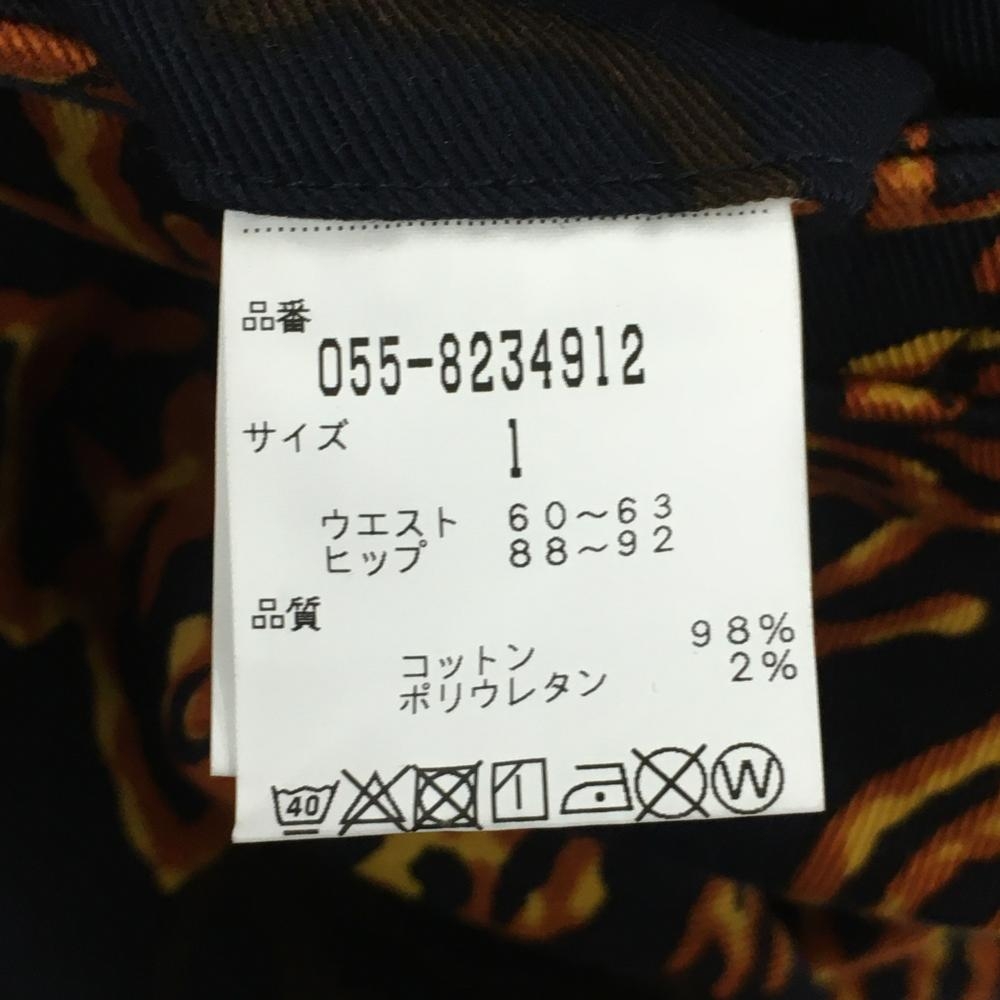 品番
055-8234912
サイズ 1
ウエスト 60~63
ヒップ 88~92
品質
コットン 98%
ポリウレタン 2%
40 W